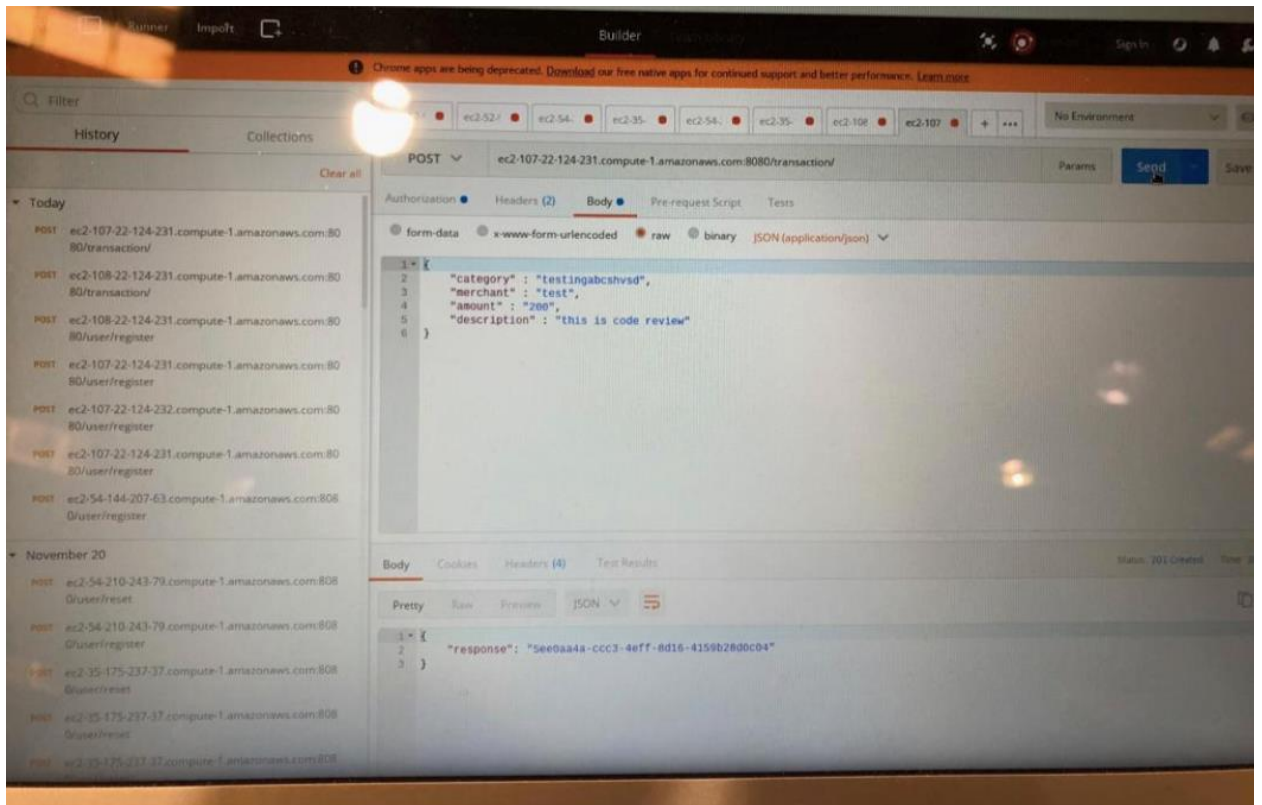 Runner Import
Builder
Sign In
Chrome apps are being deprecated. Download our free native apps for continued support and better performance. Learn more
Filter
History Collections
Clear all
Today
POST ec2-107-22-124-231.compute-1.amazonaws.com:80
80/transaction/
POST ec2-108-22-124-231.compute-1.amazonaws.com:80
80/transaction/
POST ec2-108-22-124-231.compute-1.amazonaws.com:80
80/user/register
POST ec2-107-22-124-231.compute-1.amazonaws.com:80
80/user/register
POST ec2-107-22-124-232.compute-1.amazonaws.com:80
80/user/register
POST ec2-107-22-124-231.compute-1.amazonaws.com:80
80/user/register
POST ec2-54-144-207-63.compute-1.amazonaws.com:808
0/user/register
November 20
POST ec2-54-210-243-79.compute-1.amazonaws.com:808
0/user/reset
POST ec2-54-210-243-79.compute-1.amazonaws.com:808
0/user/register
POST ec2-35-175-237-37.compute-1.amazonaws.com:808
0/user/reset
POST ec2-35-175-237-37.compute-1.amazonaws.com:808
0/user/reset
POST ec2-35-175-237-37.compute-1.amazonaws.com:808
ec2-52- ec2-54- ec2-35- ec2-54- ec2-35- ec2-108 ec2-107 + •••
No Environment
POST ec2-107-22-124-231.compute-1.amazonaws.com:8080/transaction/ Params Send Save
Authorization Headers (2) Body Pre-request Script Tests
form-data x-www-form-urlencoded raw binary JSON (application/json)
1 {
2 "category" : "testingabcshvsd",
3 "merchant" : "test",
4 "amount" : "200",
5 "description" : "this is code review"
6 }
Body Cookies Headers (4) Test Results Status: 201 Created Time:
Pretty Raw Preview JSON
1 {
2 "response": "5ee0aa4a-ccc3-4eff-8d16-4159b28d0c04"
3 }